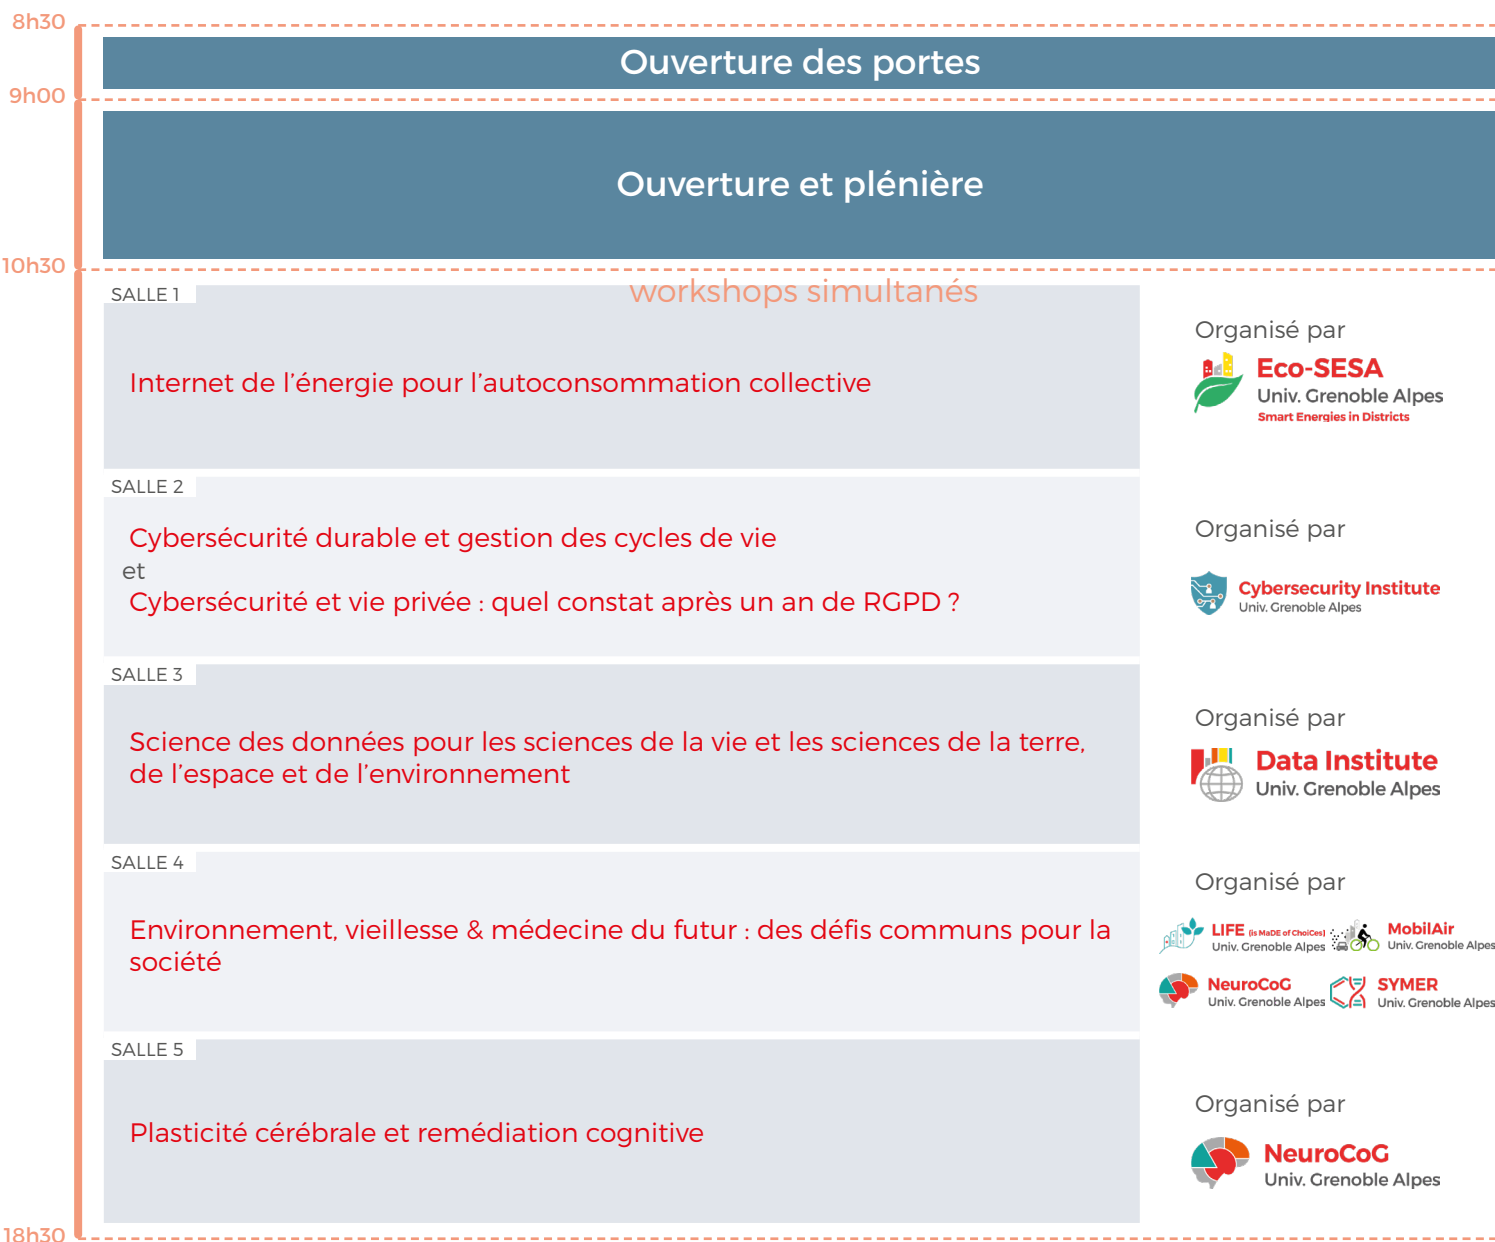 8h30
Ouverture des portes
9h00
Ouverture et plénière
10h30
workshops simultanés
SALLE 1
Internet de l'énergie pour l'autoconsommation collective
Organisé par
Eco-SESA
Univ. Grenoble Alpes
Smart Energies in Districts
SALLE 2
Cybersécurité durable et gestion des cycles de vie
et
Cybersécurité et vie privée : quel constat après un an de RGPD ?
Organisé par
Cybersecurity Institute
Univ. Grenoble Alpes
SALLE 3
Science des données pour les sciences de la vie et les sciences de la terre,
de l'espace et de l'environnement
Organisé par
Data Institute
Univ. Grenoble Alpes
SALLE 4
Environnement, vieillesse & médecine du futur : des défis communs pour la
société
Organisé par
LIFE [is MaDE of ChoiCes]
Univ. Grenoble Alpes
MobilAir
Univ. Grenoble Alpes
NeuroCoG
Univ. Grenoble Alpes
SYMER
Univ. Grenoble Alpes
SALLE 5
Plasticité cérébrale et remédiation cognitive
Organisé par
NeuroCoG
Univ. Grenoble Alpes
18h30